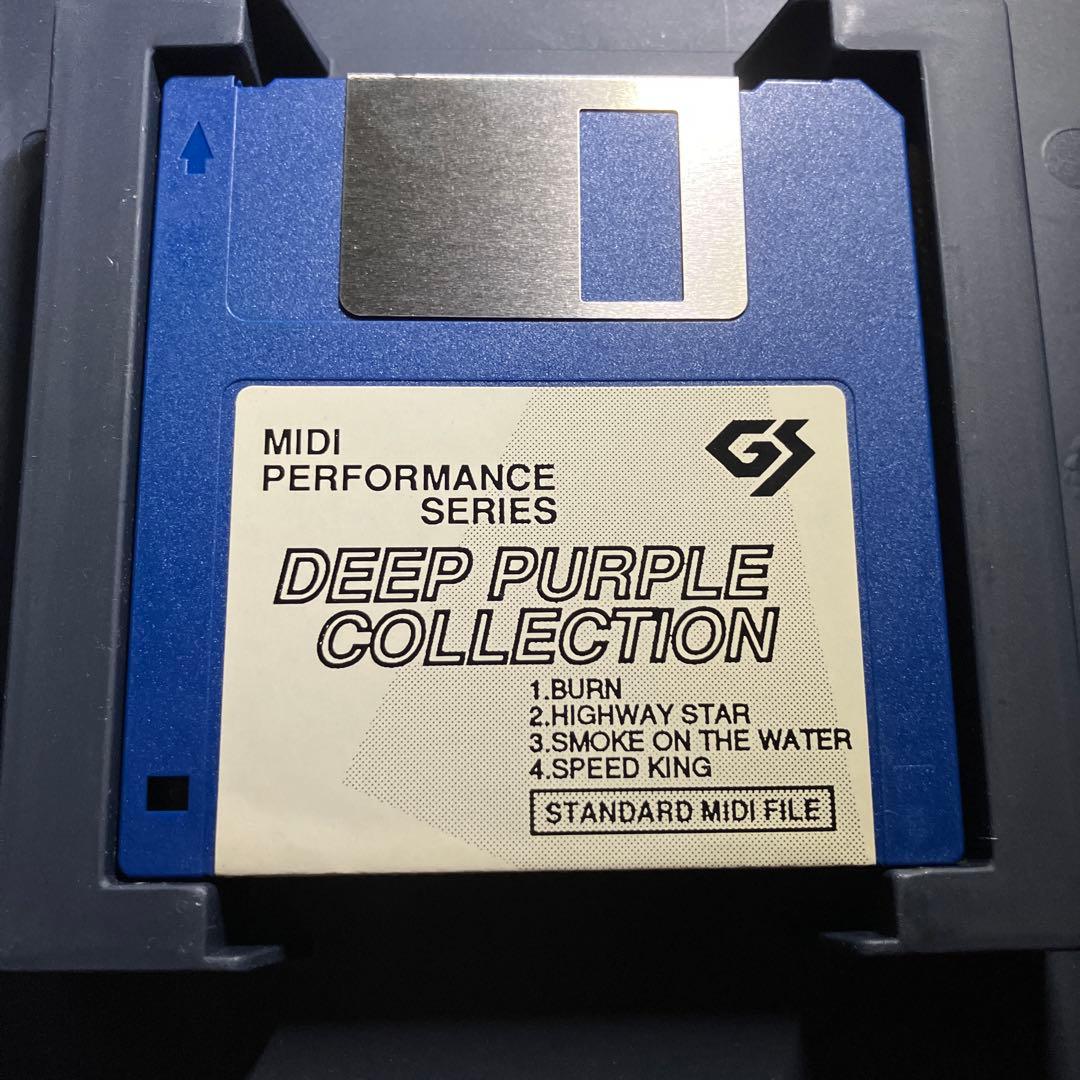 MIDI
PERFORMANCE
SERIES
GS
DEEP PURPLE
COLLECTION
1.BURN
2.HIGHWAY STAR
3.SMOKE ON THE WATER
4.SPEED KING
STANDARD MIDI FILE